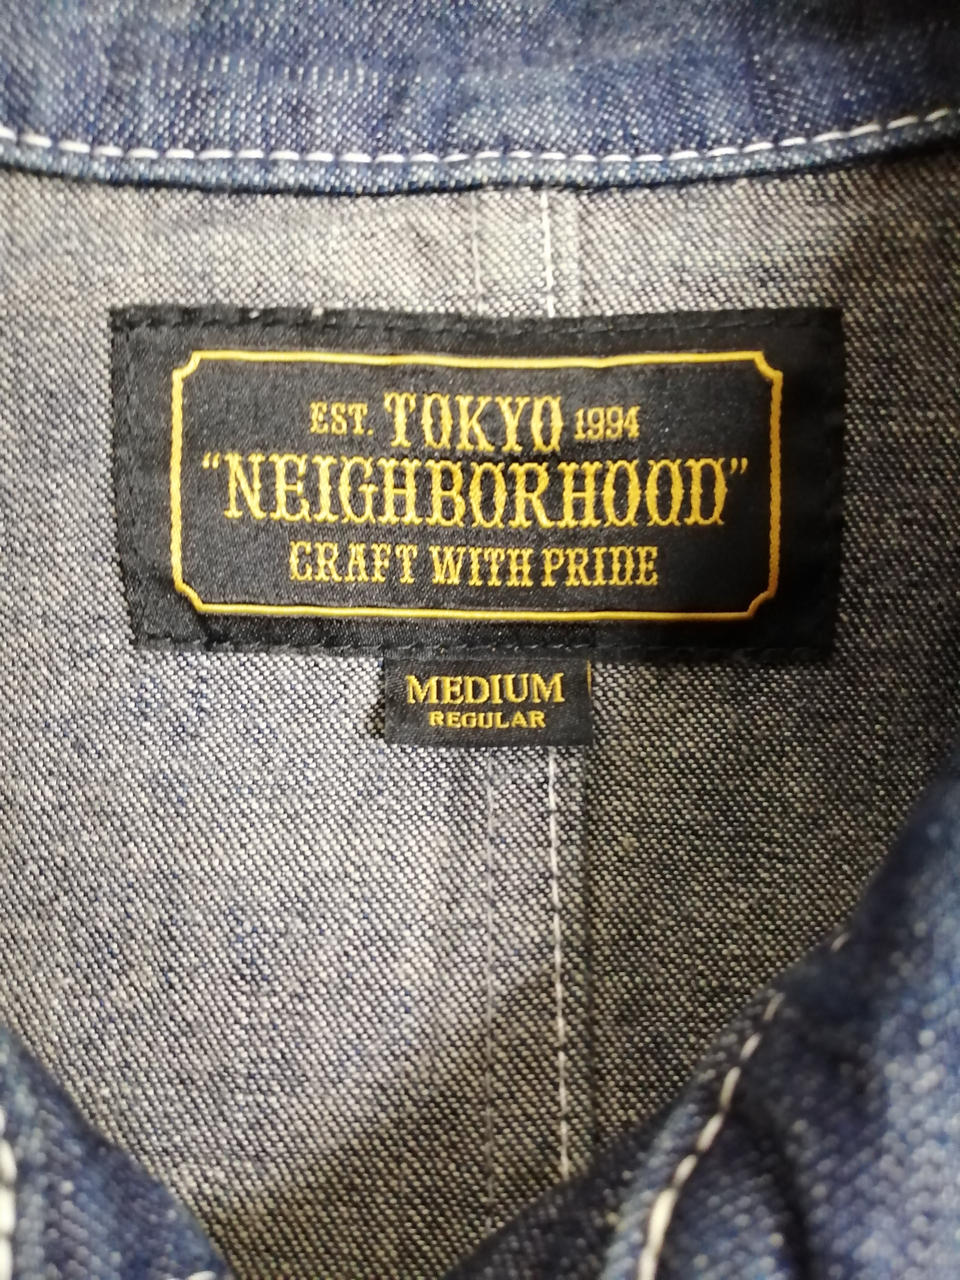 EST. TOKYO 1994
“NEIGHBORHOOD”
CRAFT WITH PRIDE
MEDIUM
REGULAR